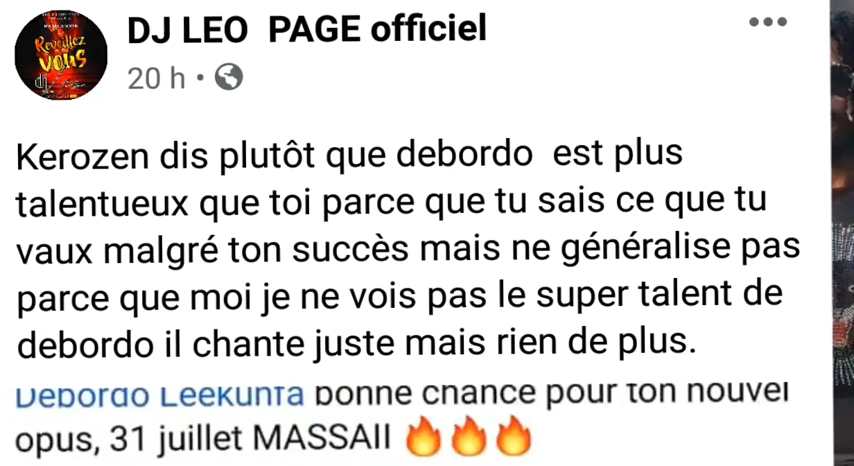 Reveillez
vous
dj
DJ LEO PAGE officiel
20 h •
Kerozen dis plutôt que debordo est plus
talentueux que toi parce que tu sais ce que tu
vaux malgré ton succès mais ne généralise pas
parce que moi je ne vois pas le super talent de
debordo il chante juste mais rien de plus.
Debordo Leekunfa bonne chance pour ton nouvel
opus, 31 juillet MASSAII 🔥🔥🔥